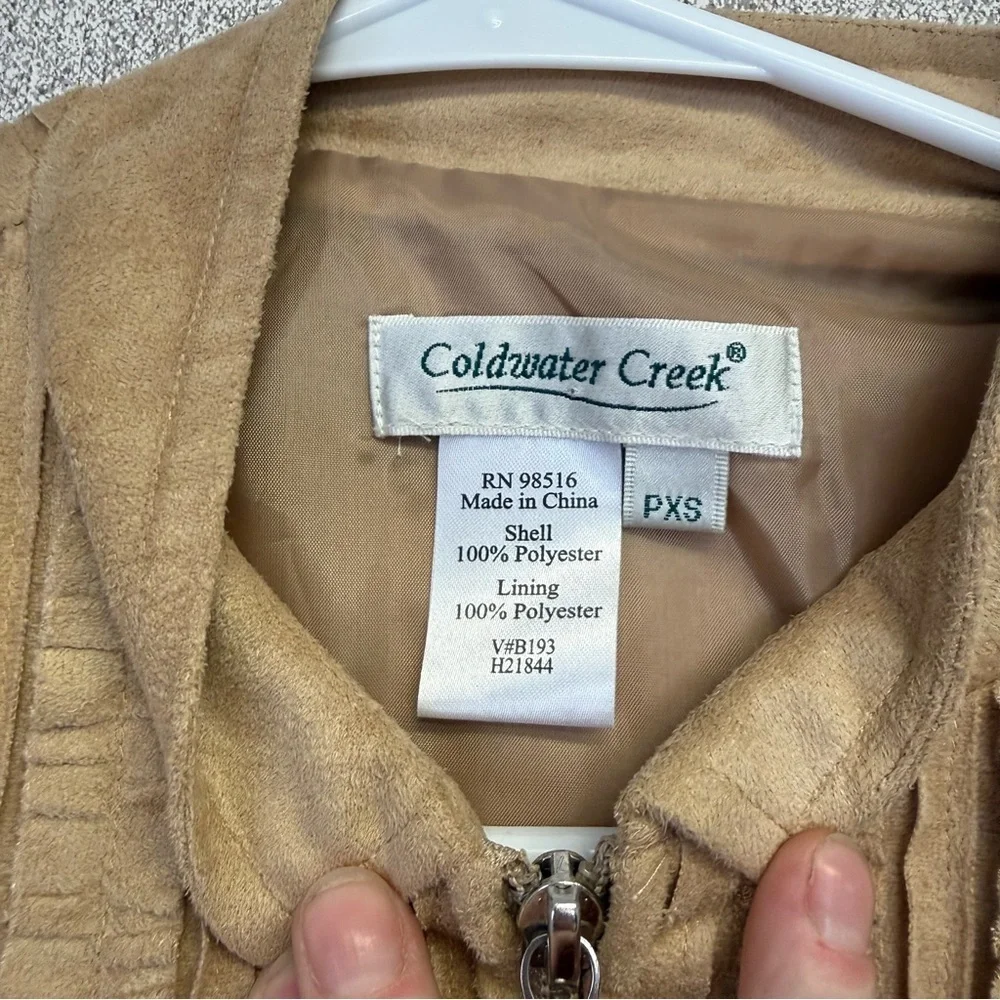 Coldwater Creek®
RN 98516
Made in China
Shell
100% Polyester
Lining
100% Polyester
V#B193
H21844
PXS